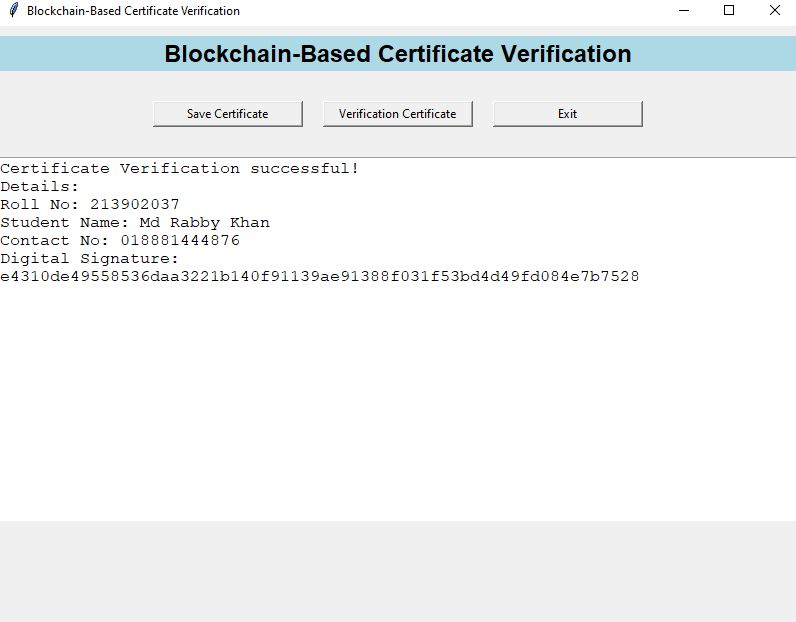 Blockchain-Based Certificate Verification
Blockchain-Based Certificate Verification
Save Certificate
Verification Certificate
Exit
Certificate Verification successful!
Details:
Roll No: 213902037
Student Name: Md Rabby Khan
Contact No: 018881444876
Digital Signature:
e4310de49558536daa3221b140f91139ae91388f031f53bd4d49fd084e7b7528